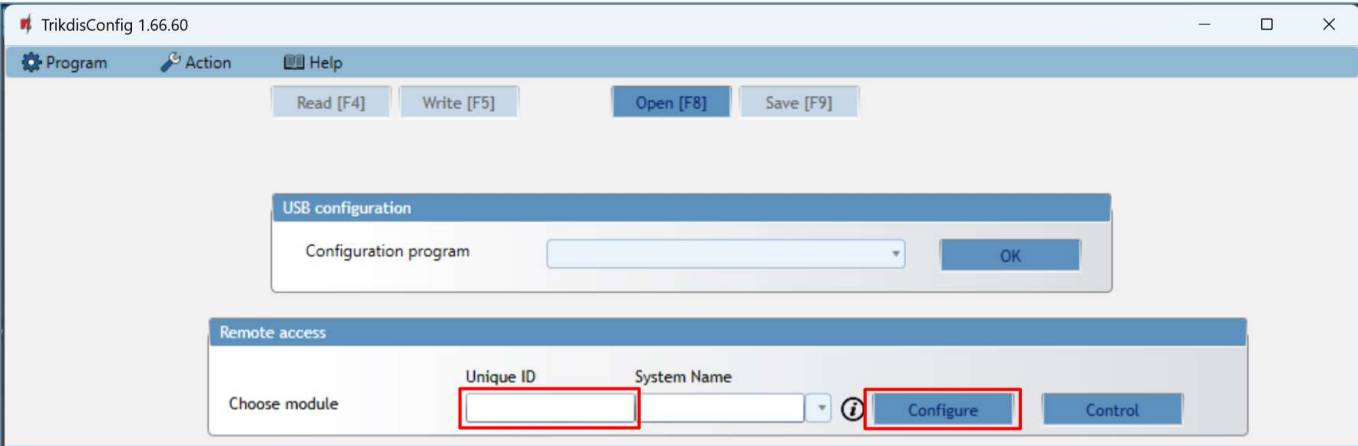 TrikdisConfig 1.66.60
Program Action Help
Read [F4] Write [F5] Open [F8] Save [F9]
USB configuration
Configuration program OK
Remote access
Unique ID System Name
Choose module i Configure Control